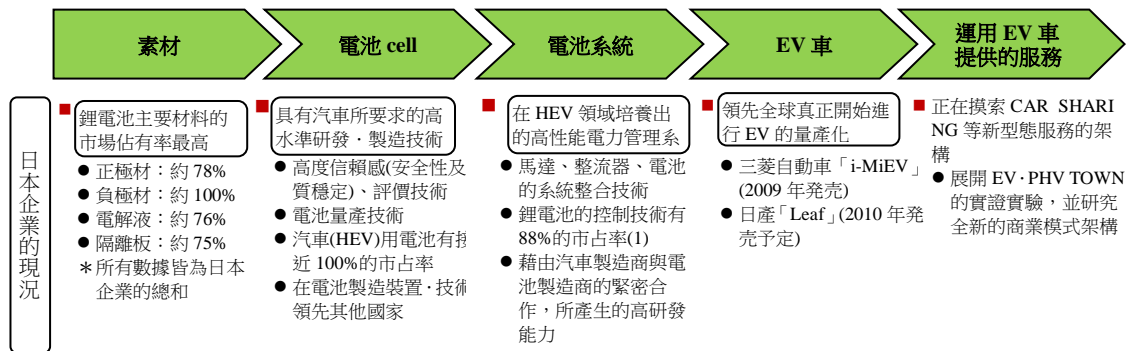 素材
電池 cell
電池系統
EV 車
運用 EV 車
提供的服務
日本企業的現況
鋰電池主要材料的
市場佔有率最高
● 正極材：約 78%
● 負極材：約 100%
● 電解液：約 76%
● 隔離板：約 75%
＊所有數據皆為日本
企業的總和
具有汽車所要求的高
水準研發．製造技術
● 高度信賴感(安全性及
質穩定)、評價技術
● 電池量產技術
● 汽車(HEV)用電池有接
近 100%的市占率
● 在電池製造裝置．技術
領先其他國家
在 HEV 領域培養出
的高性能電力管理系
● 馬達、整流器、電池
的系統整合技術
● 鋰電池的控制技術有
88%的市占率(1)
● 藉由汽車製造商與電
池製造商的緊密合
作，所產生的高研發
能力
領先全球真正開始進
行 EV 的量產化
● 三菱自動車「i-MiEV」
(2009 年発売)
● 日產「Leaf」(2010 年発
売予定)
正在摸索 CAR SHARI
NG 等新型態服務的架
構
● 展開 EV·PHV TOWN
的實證實驗，並研究
全新的商業模式架構